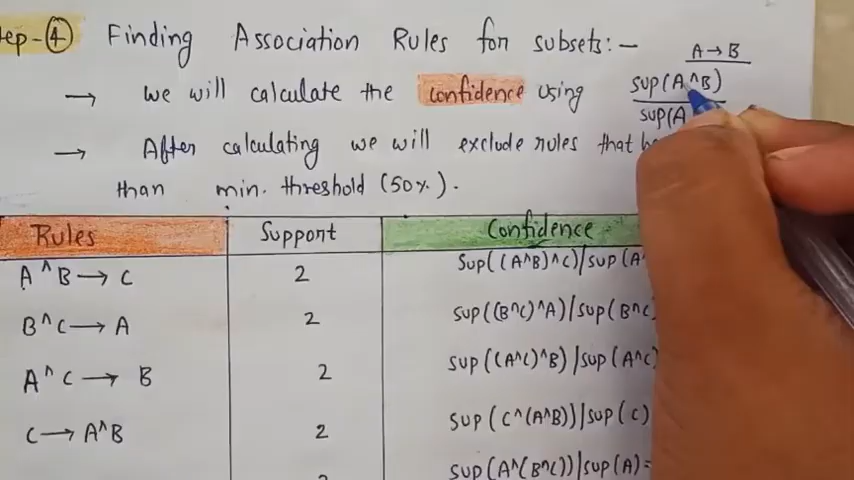 ep-④ Finding Association Rules for subsets:-
A → B
→ we will calculate the confidence using sup(A^B)
sup(A
→ After calculating we will exclude rules that
than min. threshold (50%).
Rules Support Confidence
A^B → C 2 Sup((A^B)^C)/sup(A^
B^C → A 2 Sup((B^C)^A)/sup(B^C
A^C → B 2 Sup((A^C)^B)/sup(A^C)
C → A^B 2 Sup(C^(A^B))/sup(C)
Sup(A^(B^C))/sup(A)=